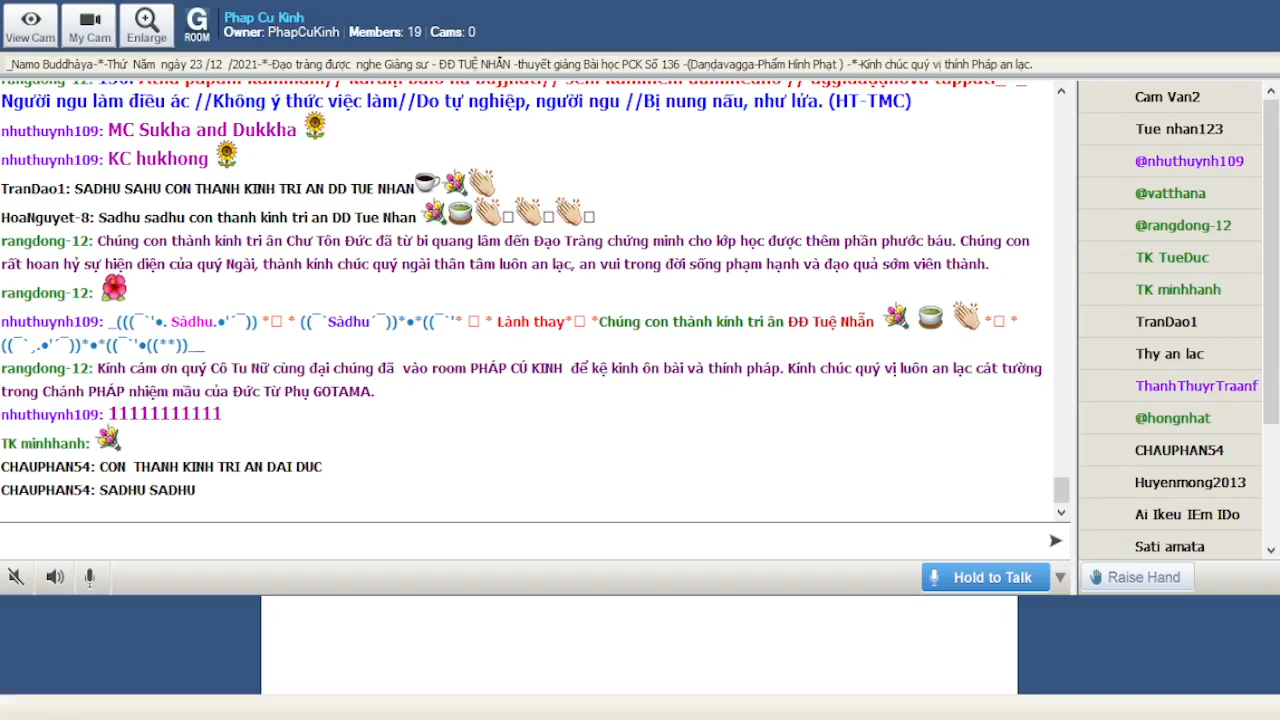 View Cam
My Cam
Enlarge
G ROOM
Phap Cu Kinh
Owner: PhapCuKinh | Members: 19 | Cams: 0
_Namo Buddhàya-*-Thứ Năm ngày 23 /12 /2021-*-Đạo tràng được nghe Giảng sư - ĐĐ TUỆ NHẪN -thuyết giảng Bài học PCK Số 136 -(Daṇḍavagga-Phẩm Hình Phạt ) -*-Kính chúc quý vị thính Pháp an lạc.
Người ngu làm điều ác //Không ý thức việc làm//Do tự nghiệp, người ngu //Bị nung nấu, như lửa. (HT-TMC)
nhuthuynh109: MC Sukha and Dukkha
nhuthuynh109: KC hukhong
TranDao1: SADHU SAHU CON THANH KINH TRI AN DD TUE NHAN
HoaNguyet-8: Sadhu sadhu con thanh kinh tri an DD Tue Nhan
rangdong-12: Chúng con thành kính tri ân Chư Tôn Đức đã từ bi quang lâm đến Đạo Tràng chứng minh cho lớp học được thêm phần phước báu. Chúng con
rất hoan hỷ sự hiện diện của quý Ngài, thành kính chúc quý ngài thân tâm luôn an lạc, an vui trong đời sống phạm hạnh và đạo quả sớm viên thành.
rangdong-12:
nhuthuynh109: _(((¯`'•. Sàdhu.•'´¯)) *  * ((¯`Sàdhu´¯))*•*((¯`'*  * Lành thay* *Chúng con thành kính tri ân ĐĐ Tuệ Nhẫn * *
((¯`¸.•'´¯))*•*((¯`'•((**))__
rangdong-12: Kính cám ơn quý Cô Tu Nữ cùng đại chúng đã vào room PHÁP CÚ KINH để kệ kinh ôn bài và thính pháp. Kính chúc quý vị luôn an lạc cát tường
trong Chánh PHÁP nhiệm mầu của Đức Từ Phụ GOTAMA.
nhuthuynh109: 11111111111
TK minhhanh:
CHAUPHAN54: CON THANH KINH TRI AN DAI DUC
CHAUPHAN54: SADHU SADHU
Hold to Talk
Cam Van2
Tue nhan123
@nhuthuynh109
@vatthana
@rangdong-12
TK TueDuc
TK minhhanh
TranDao1
Thy an lac
ThanhThuyrTraanf
@hongnhat
CHAUPHAN54
Huyenmong2013
Ai Ikeu IEm IDo
Sati amata
Raise Hand